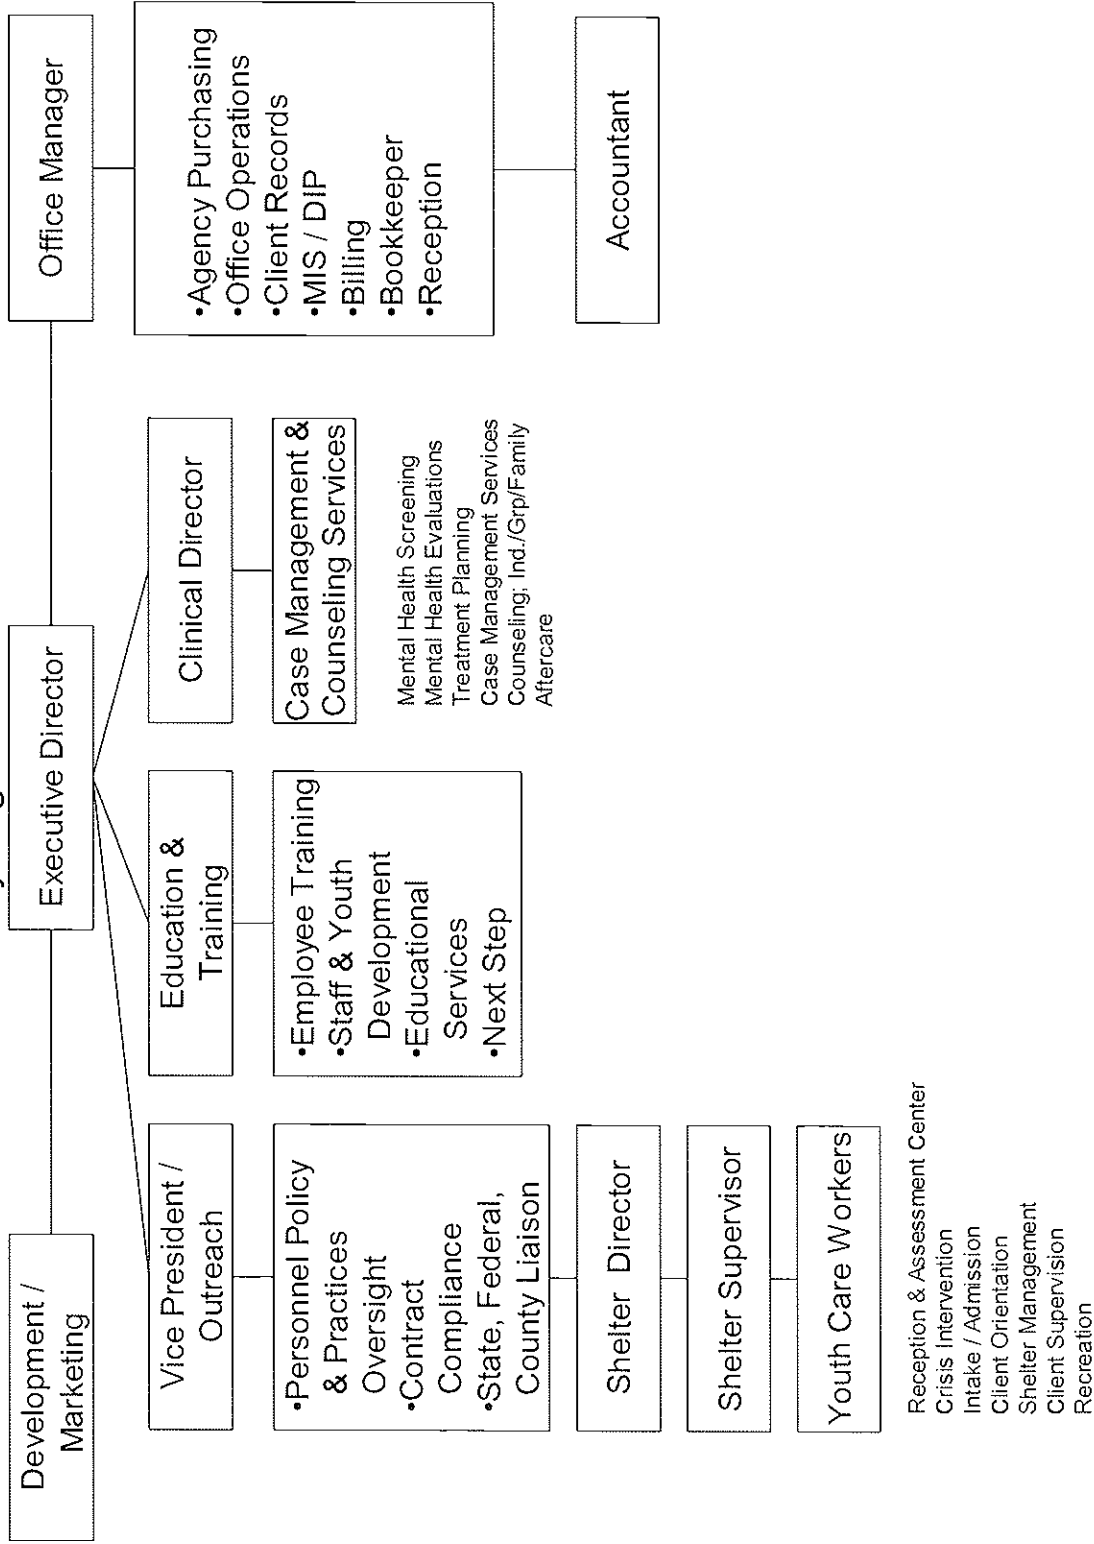 Development /
Marketing
Executive Director
Office Manager
Vice President /
Outreach
Education &
Training
Clinical Director
•Personnel Policy
& Practices
Oversight
•Contract
Compliance
•State, Federal,
County Liaison
•Employee Training
•Staff & Youth
Development
•Educational
Services
•Next Step
Case Management &
Counseling Services
•Agency Purchasing
•Office Operations
•Client Records
•MIS / DIP
•Billing
•Bookkeeper
•Reception
Mental Health Screening
Mental Health Evaluations
Treatment Planning
Case Management Services
Counseling; Ind./Grp/Family
Aftercare
Shelter Director
Accountant
Shelter Supervisor
Youth Care Workers
Reception & Assessment Center
Crisis Intervention
Intake / Admission
Client Orientation
Shelter Management
Client Supervision
Recreation